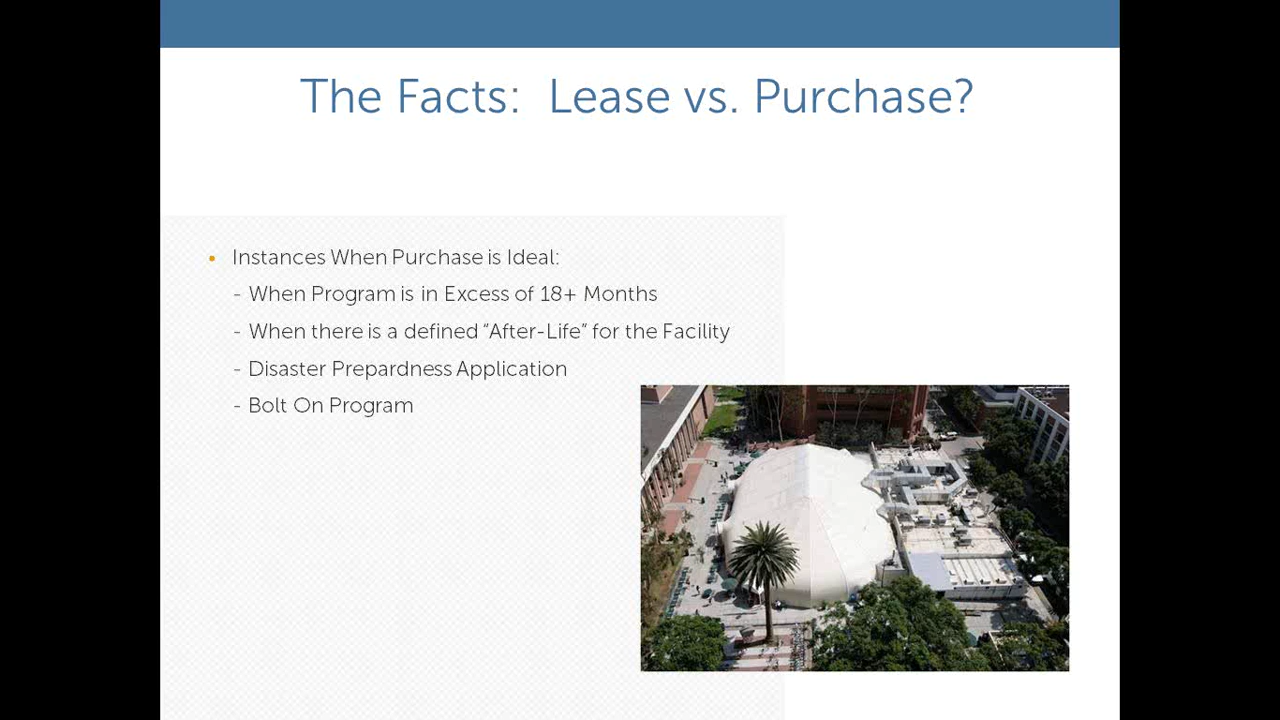 The Facts:  Lease vs. Purchase?
• Instances When Purchase is Ideal:
- When Program is in Excess of 18+ Months
- When there is a defined “After-Life” for the Facility
- Disaster Prepardness Application
- Bolt On Program